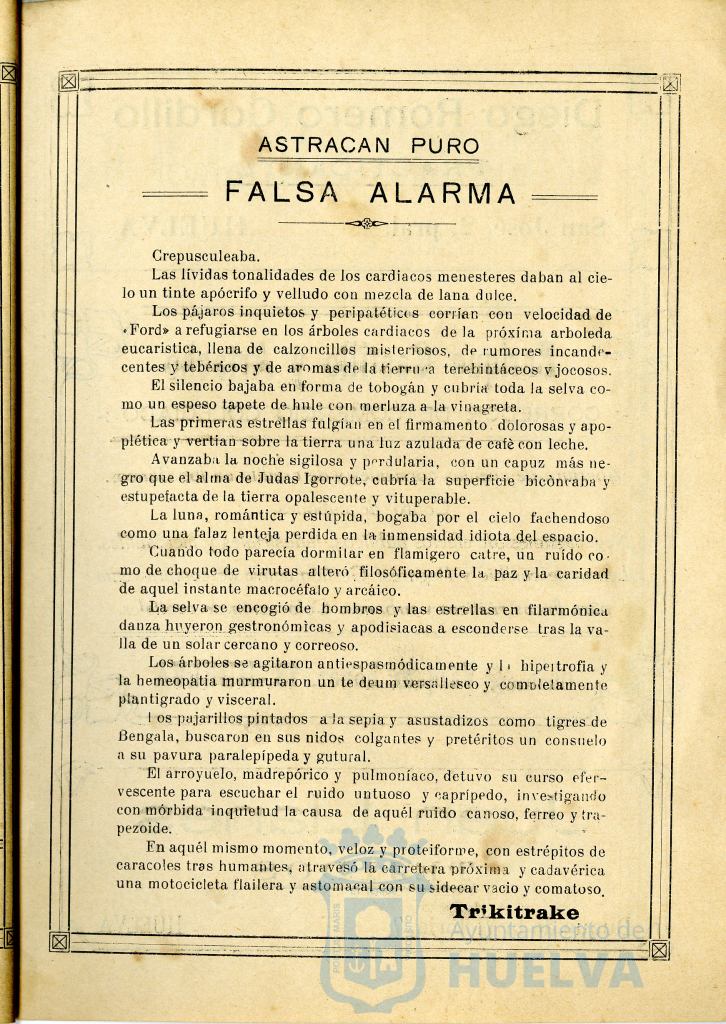 ASTRACAN PURO
FALSA ALARMA
Crepusculeaba.
Las lívidas tonalidades de los cardiacos menesteres daban al cie-
lo un tinte apócrifo y velludo con mezcla de lana dulce.
Los pájaros inquietos y peripatéticos corrían con velocidad de
«Ford» a refugiarse en los árboles cardiacos de la próxima arboleda
eucarística, llena de calzoncillos misteriosos, de rumores incande-
centes y tebéricos y de aromas de la tierru a terebintáceos y jocosos.
El silencio bajaba en forma de tobogán y cubría toda la selva co-
mo un espeso tapete de hule con merluza a la vinagreta.
Las primeras estrellas fulgían en el firmamento dolorosas y apo-
plética y vertían sobre la tierra una luz azulada de cafè con leche.
Avanzaba la noche sigilosa y perdularia, con un capuz más ne-
gro que el alma de Judas Igorrote, cubría la superficie bicòncaba y
estupefacta de la tierra opalescente y vituperable.
La luna, romántica y estúpida, bogaba por el cielo fachendoso
como una falaz lenteja perdida en la inmensidad idiota del espacio.
Cuando todo parecía dormitar en flamigero catre, un ruído co-
mo de choque de virutas alteró filosóficamente la paz y la caridad
de aquel instante macrocéfalo y arcáico.
La selva se encogió de hombros y las estrellas en filarmónica
danza huyeron gestronómicas y apodisiacas a esconderse tras la va-
lla de un solar cercano y correoso.
Los árboles se agitaron antiespasmódicamente y la hipertrofia y
la hemeopatia murmuraron un te deum versallesco y completamente
plantigrado y visceral.
Los pajarillos pintados a la sepia y asustadizos como tigres de
Bengala, buscaron en sus nidos colgantes y pretéritos un consuelo
a su pavura paralepípeda y gutural.
El arroyuelo, madrepórico y pulmoníaco, detuvo su curso efer-
vescente para escuchar el ruido untuoso y caprípedo, investigando
con mórbida inquietud la causa de aquél ruido canoso, ferreo y tra-
pezoide.
En aquél mismo momento, veloz y proteiforme, con estrépitos de
caracoles tras humantes, atravesó la carretera próxima y cadavérica
una motocicleta flailera y astomacal con su sidecar vacio y comatoso.
Trikitrake
Ayuntamiento de
HUELVA